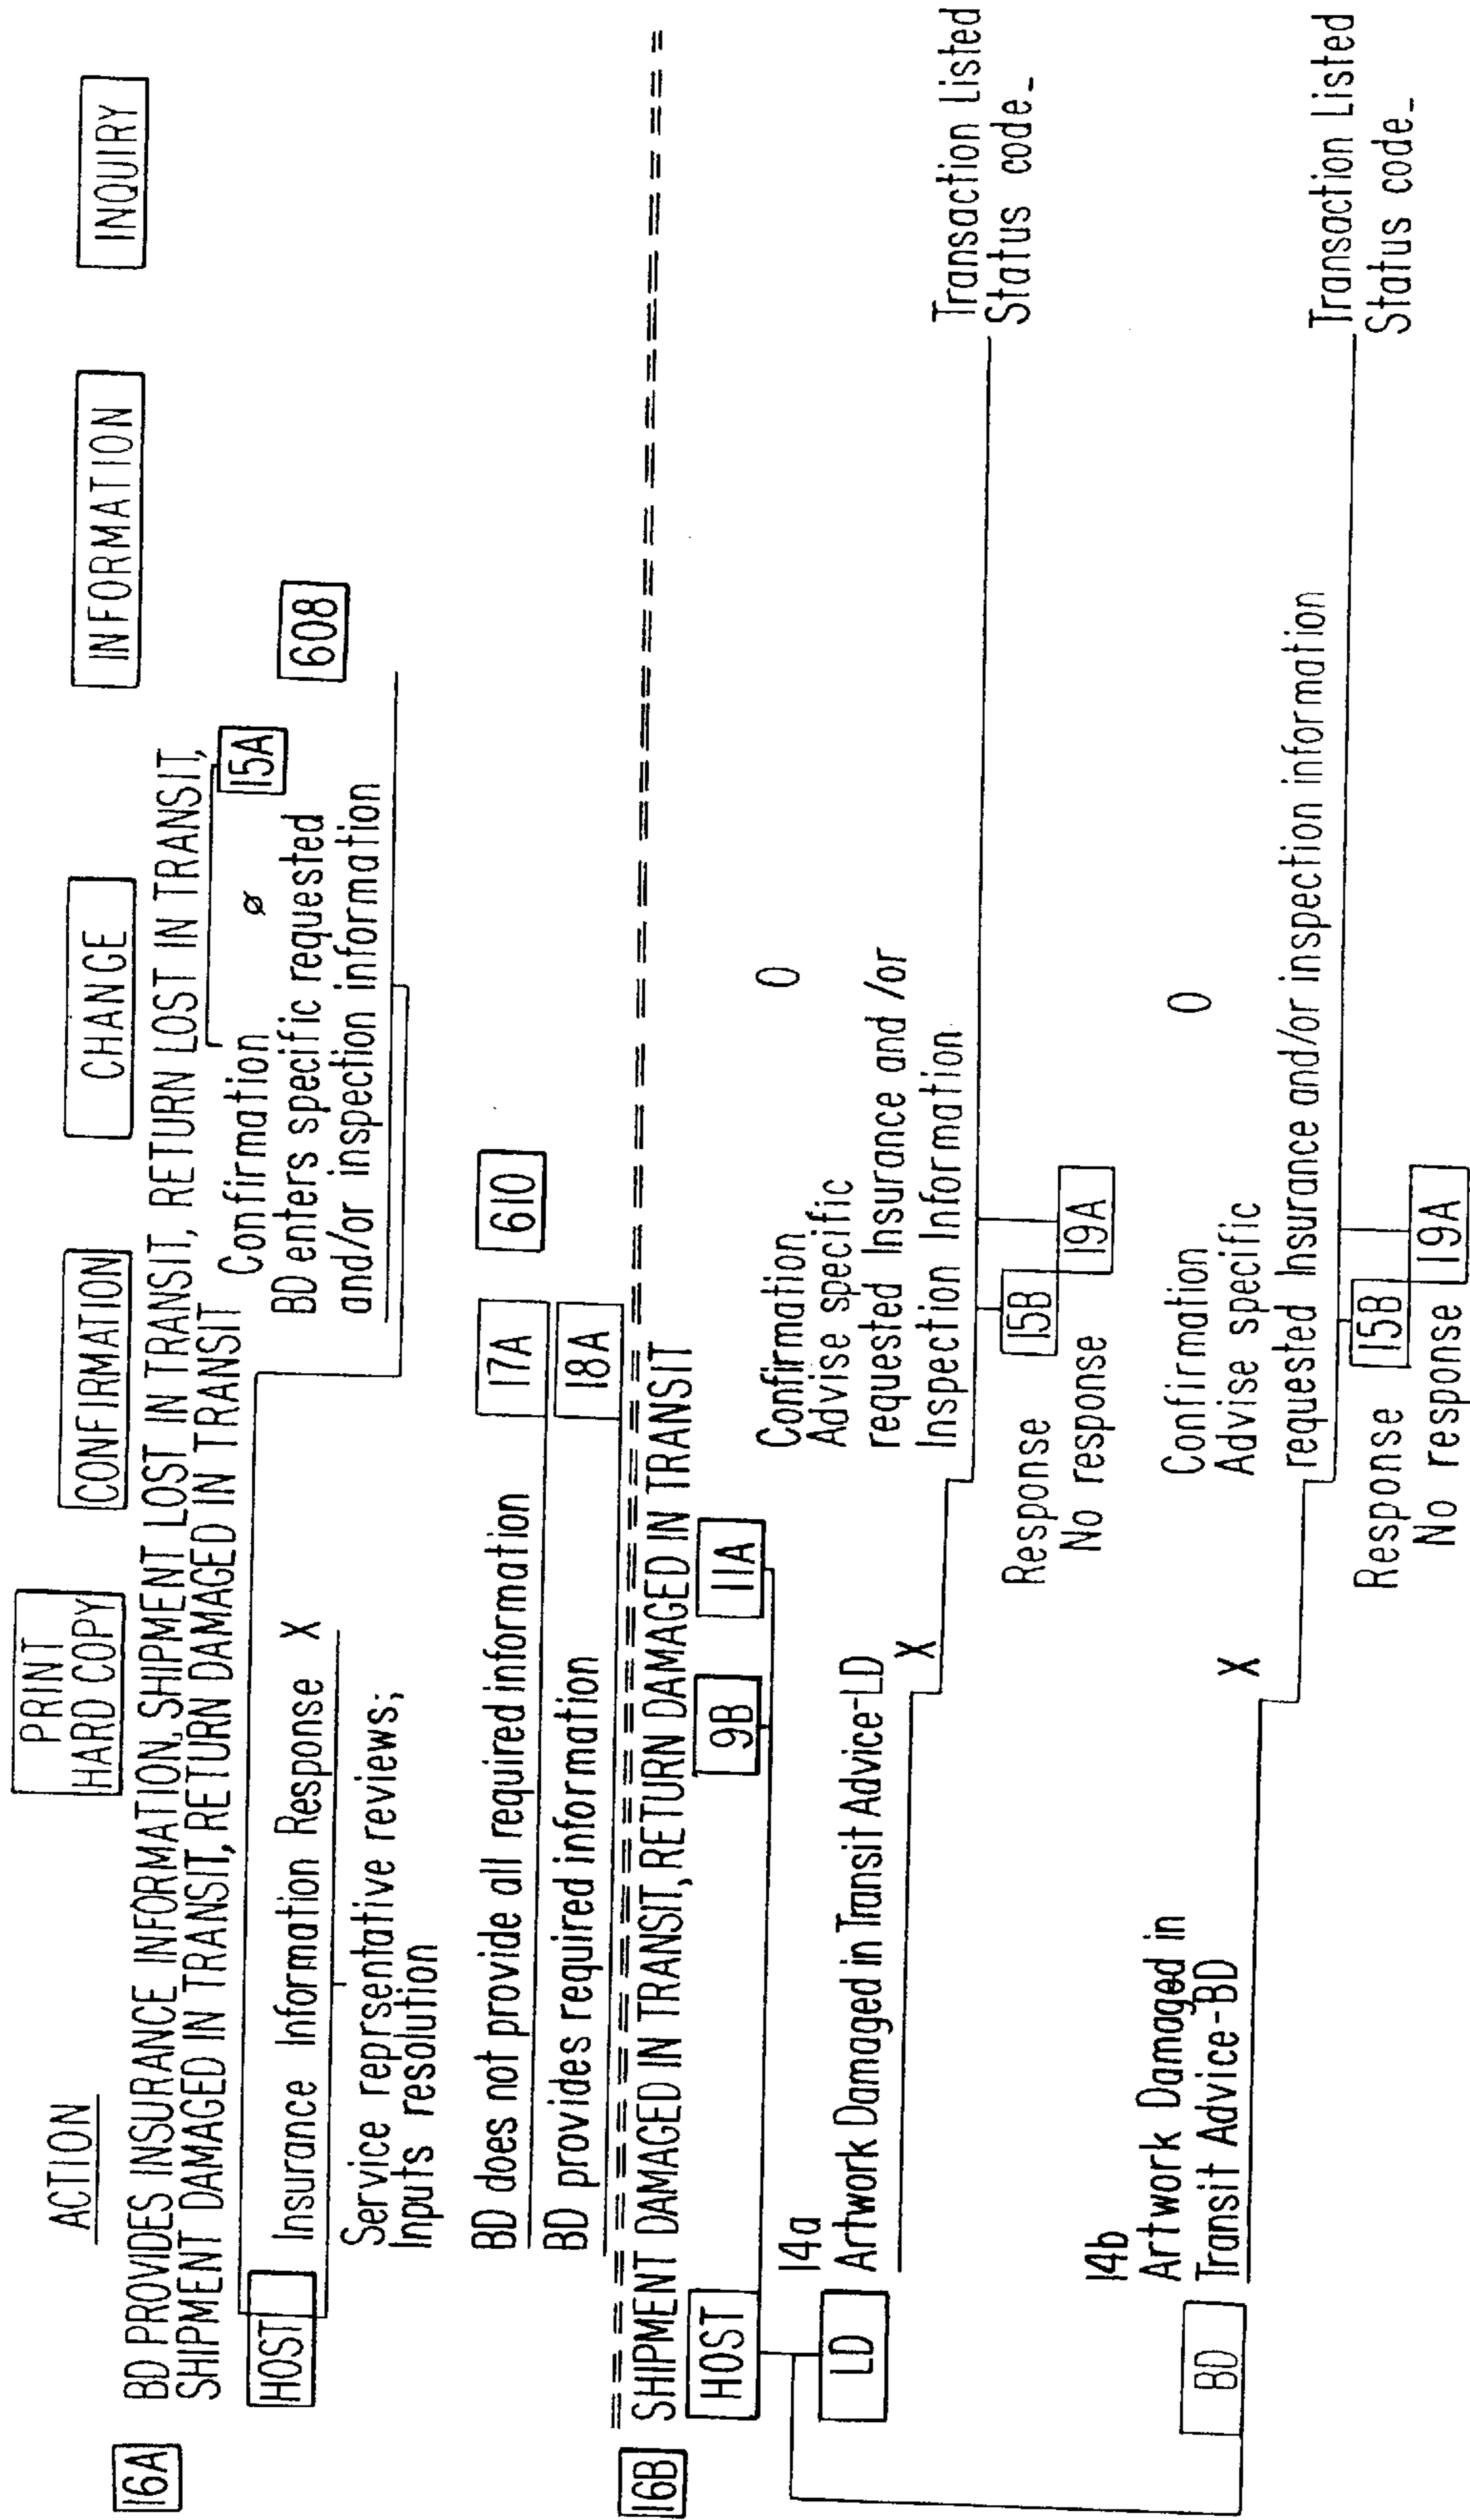 ACTION
PRINT
HARD COPY
CONFIRMATION
CHANGE
INFORMATION
INQUIRY
16A
BD PROVIDES INSURANCE INFORMATION, SHIPMENT LOST IN TRANSIT, RETURN LOST IN TRANSIT,
SHIPMENT DAMAGED IN TRANSIT, RETURN DAMAGED IN TRANSIT
15A
HOST
Insurance Information Response X
Confirmation ø
BD enters specific requested
and/or inspection information
608
Service reprsentative reviews;
Inputs resolution
BD does not provide all required information
17A
610
BD provides required information
18A
16B
SHIPMENT DAMAGED IN TRANSIT, RETURN DAMAGED IN TRANSIT
HOST
9B
11A
14a
LD
Artwork Damaged in Transit Advice-LD
X
Confirmation O
Advise specific
requested Insurance and /or
Inspection Information
Transaction Listed
Status code_
Response 15B
No response 19A
14b
BD
Artwork Damaged in
Transit Advice-BD
X
Confirmation O
Advise specific
requested Insurance and/or inspection information
Transaction Listed
Status code_
Response 15B
No response 19A